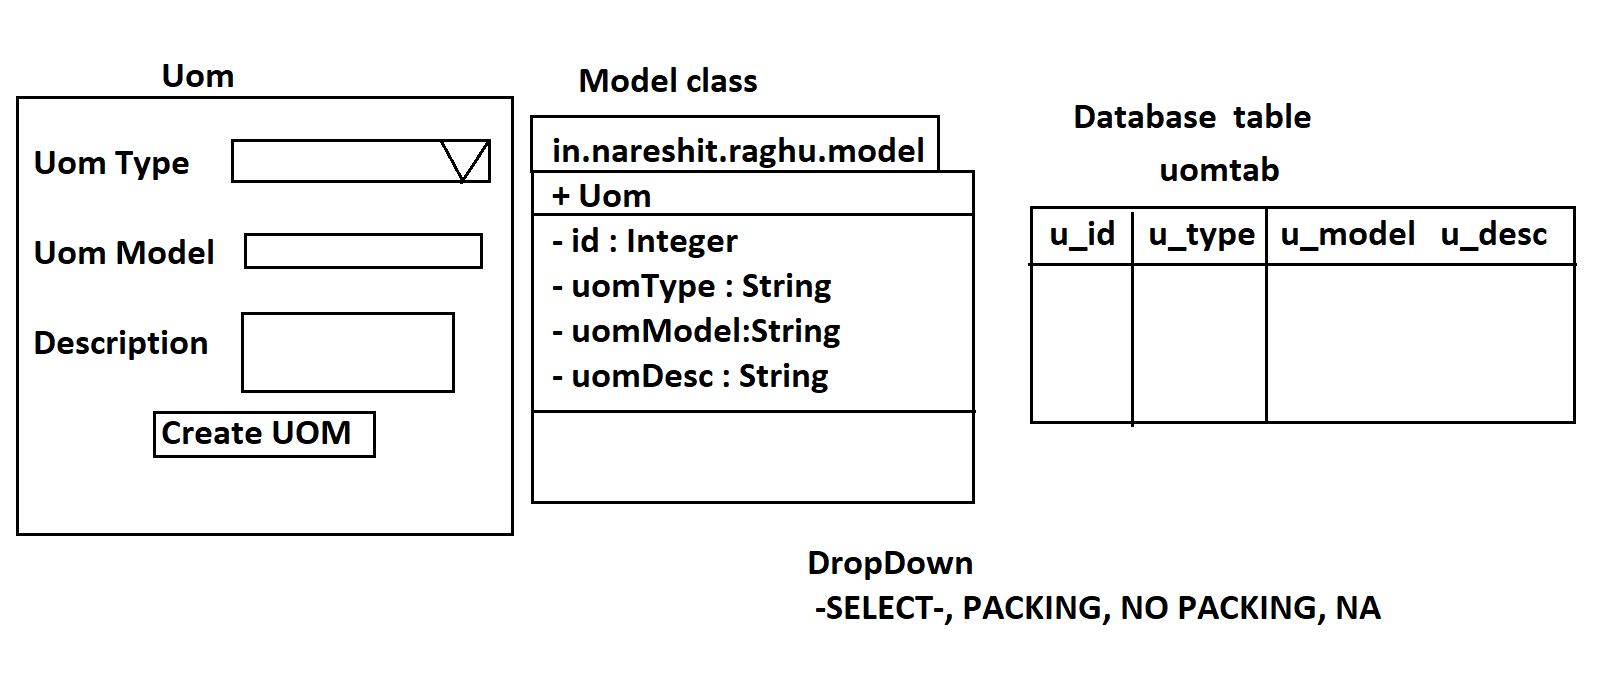 Uom
Uom Type
Uom Model
Description
Create UOM
Model class
in.nareshit.raghu.model
+ Uom
- id : Integer
- uomType : String
- uomModel:String
- uomDesc : String
Database table
uomtab
u_id u_type u_model u_desc
DropDown
-SELECT-, PACKING, NO PACKING, NA